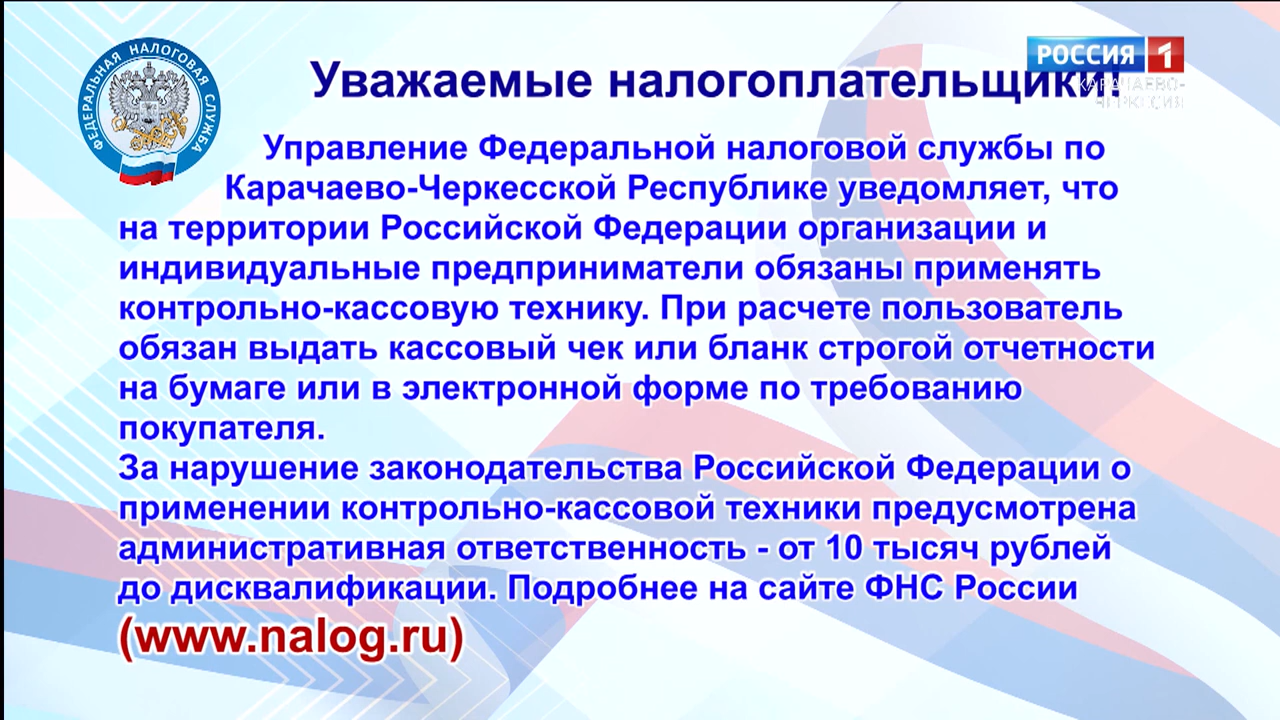 ФЕДЕРАЛЬНАЯ НАЛОГОВАЯ СЛУЖБА
РОССИЯ 1
КАРАЧАЕВО-
ЧЕРКЕССИЯ
Уважаемые налогоплательщики!
Управление Федеральной налоговой службы по
Карачаево-Черкесской Республике уведомляет, что
на территории Российской Федерации организации и
индивидуальные предприниматели обязаны применять
контрольно-кассовую технику. При расчете пользователь
обязан выдать кассовый чек или бланк строгой отчетности
на бумаге или в электронной форме по требованию
покупателя.
За нарушение законодательства Российской Федерации о
применении контрольно-кассовой техники предусмотрена
административная ответственность - от 10 тысяч рублей
до дисквалификации. Подробнее на сайте ФНС России
(www.nalog.ru)